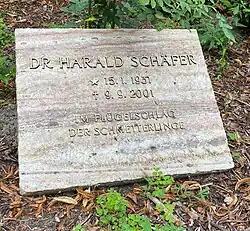 DR HARALD SCHÄFER
* 15. 1. 1931
† 9. 9. 2001
IM FLÜGELSCHLAG
DER SCHMETTERLINGE